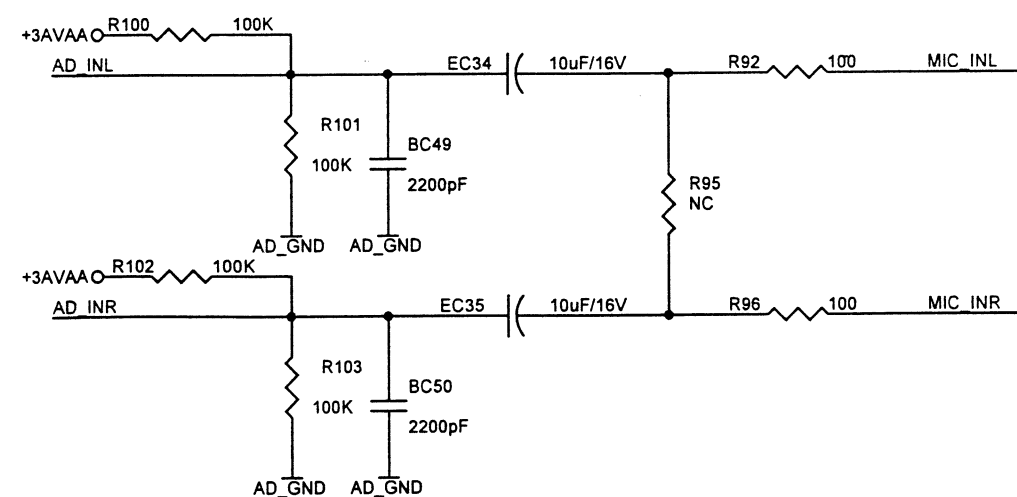 +3AVAA R100 100K
AD_INL EC34 10uF/16V R92 100 MIC_INL
R101
100K
BC49
2200pF
R95
NC
AD_GND AD_GND
+3AVAA R102 100K
AD_INR EC35 10uF/16V R96 100 MIC_INR
R103
100K
BC50
2200pF
AD_GND AD_GND